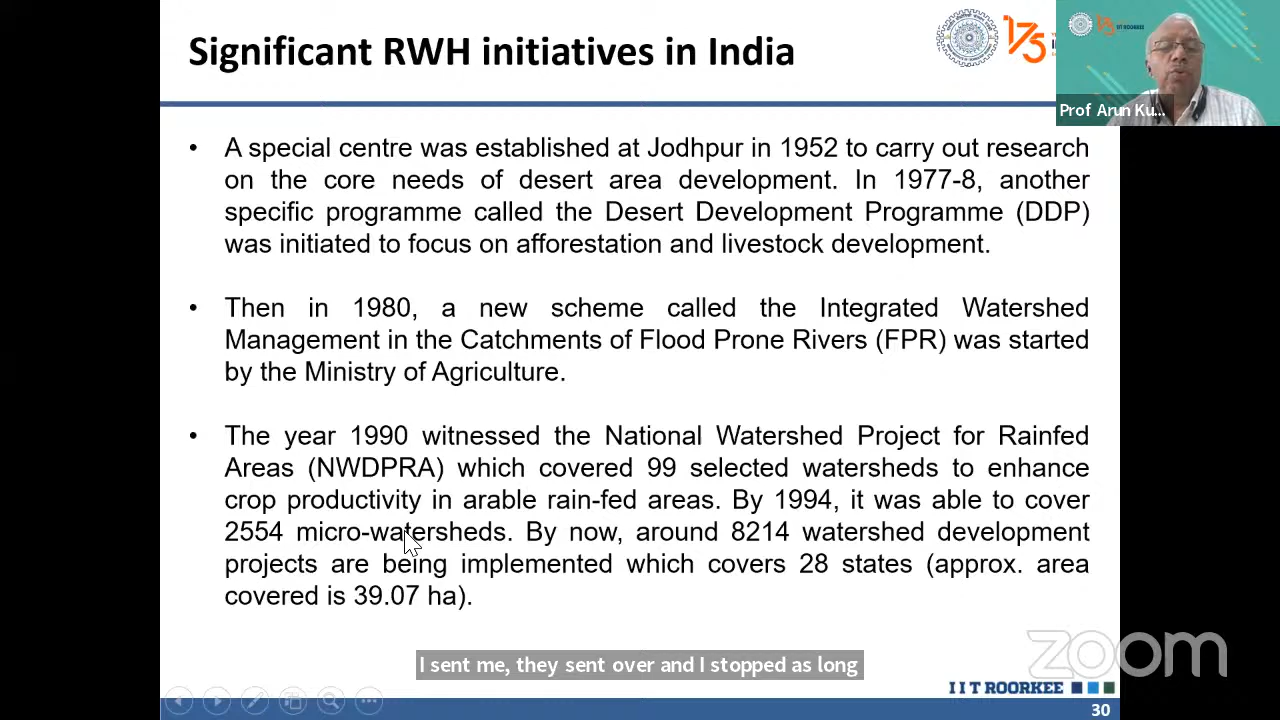 Significant RWH initiatives in India
175
IIT ROORKEE
Prof Arun Ku...
• A special centre was established at Jodhpur in 1952 to carry out research
on the core needs of desert area development. In 1977-8, another
specific programme called the Desert Development Programme (DDP)
was initiated to focus on afforestation and livestock development.
• Then in 1980, a new scheme called the Integrated Watershed
Management in the Catchments of Flood Prone Rivers (FPR) was started
by the Ministry of Agriculture.
• The year 1990 witnessed the National Watershed Project for Rainfed
Areas (NWDPRA) which covered 99 selected watersheds to enhance
crop productivity in arable rain-fed areas. By 1994, it was able to cover
2554 micro-watersheds. By now, around 8214 watershed development
projects are being implemented which covers 28 states (approx. area
covered is 39.07 ha).
I sent me, they sent over and I stopped as long
zoom
IIT ROORKEE
30